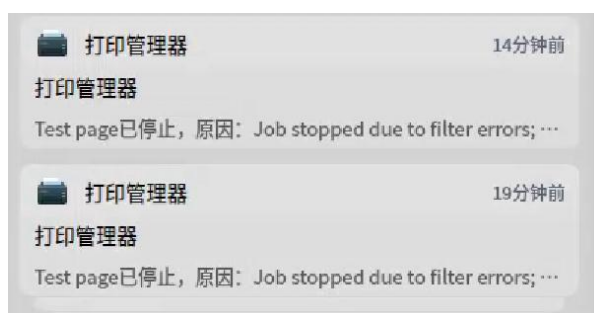 打印管理器 14分钟前
打印管理器
Test page已停止，原因：Job stopped due to filter errors; …
打印管理器 19分钟前
打印管理器
Test page已停止，原因：Job stopped due to filter errors; …